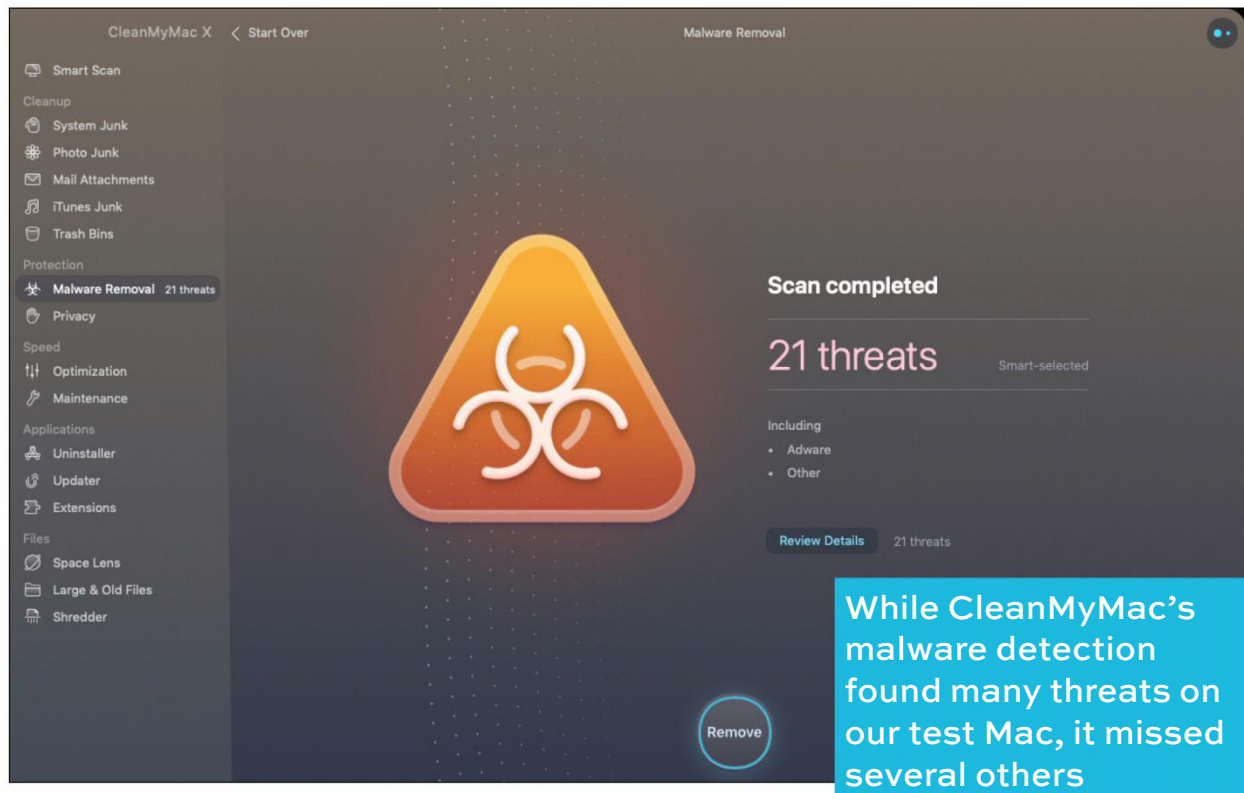 CleanMyMac X
Start Over
Malware Removal
Smart Scan
Cleanup
System Junk
Photo Junk
Mail Attachments
iTunes Junk
Trash Bins
Protection
Malware Removal 21 threats
Privacy
Speed
Optimization
Maintenance
Applications
Uninstaller
Updater
Extensions
Files
Space Lens
Large & Old Files
Shredder
Scan completed
21 threats Smart-selected
Including
• Adware
• Other
Review Details 21 threats
Remove
While CleanMyMac’s
malware detection
found many threats on
our test Mac, it missed
several others